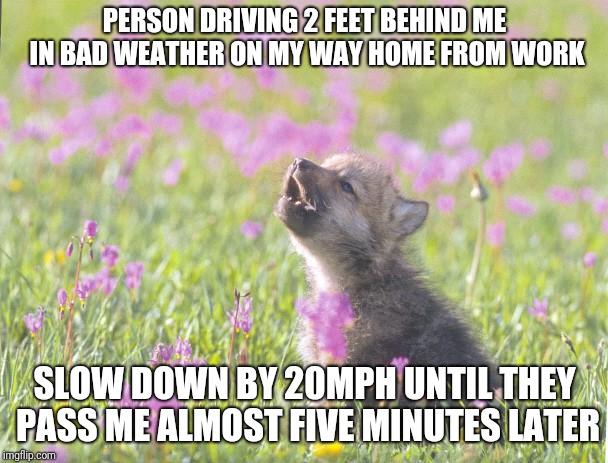 PERSON DRIVING 2 FEET BEHIND ME
IN BAD WEATHER ON MY WAY HOME FROM WORK
SLOW DOWN BY 20MPH UNTIL THEY
PASS ME ALMOST FIVE MINUTES LATER
imgflip.com